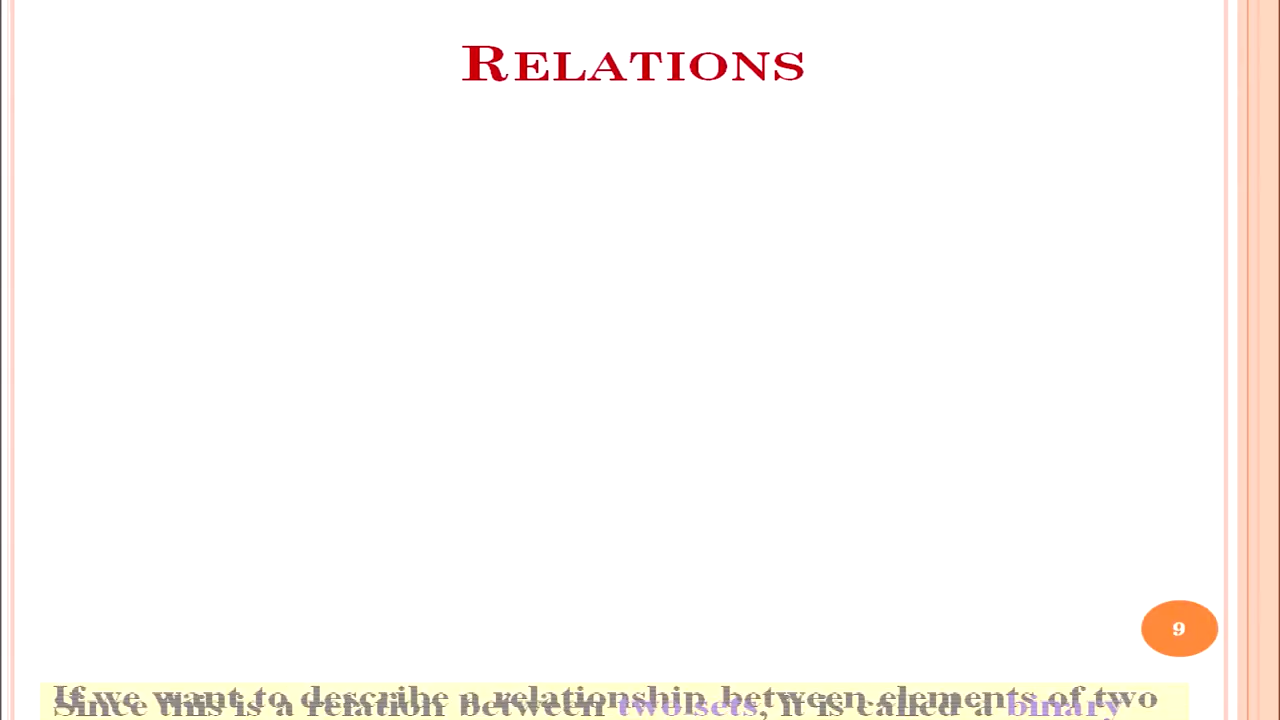 RELATIONS
9
If we want to describe a relationship between elements of two
Since this is a relation between two sets, it is called a binary